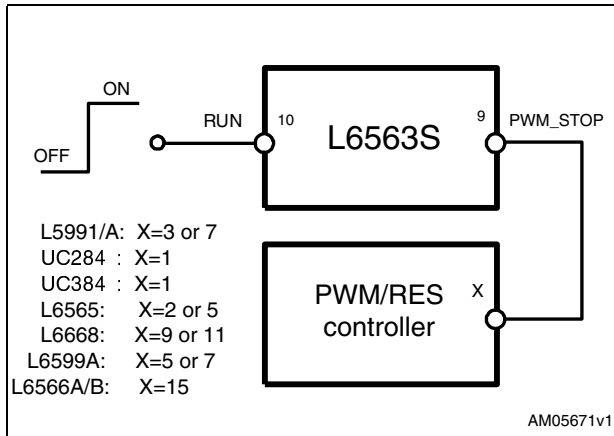 ON
OFF
RUN
10
L6563S
9
PWM_STOP
L5991/A: X=3 or 7
UC284 : X=1
UC384 : X=1
L6565: X=2 or 5
L6668: X=9 or 11
L6599A: X=5 or 7
L6566A/B: X=15
PWM/RES
controller
X
AM05671v1